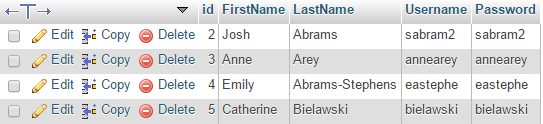 id FirstName LastName Username Password
Edit Copy Delete 2 Josh Abrams sabram2 sabram2
Edit Copy Delete 3 Anne Arey annearey annearey
Edit Copy Delete 4 Emily Abrams-Stephens eastephe eastephe
Edit Copy Delete 5 Catherine Bielawski bielawski bielawski